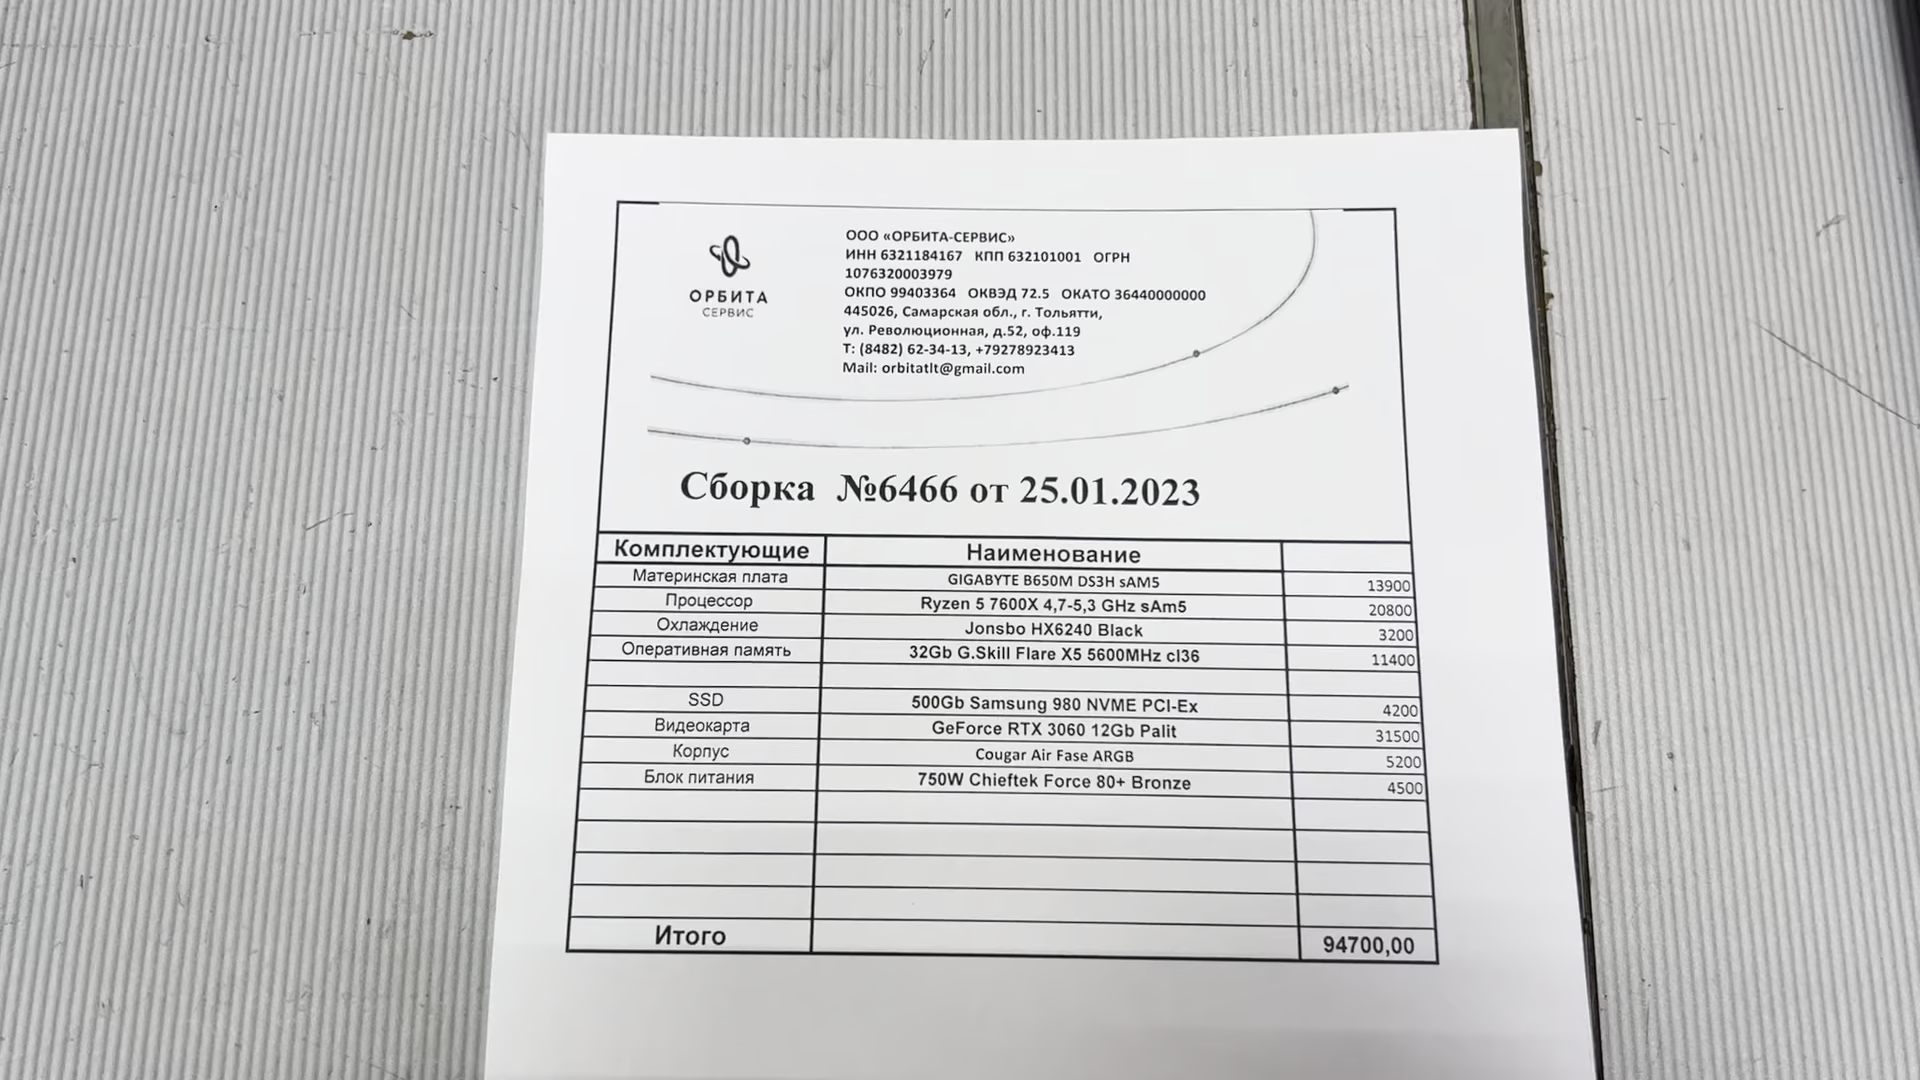 ОРБИТА
СЕРВИС
ООО «ОРБИТА-СЕРВИС»
ИНН 6321184167 КПП 632101001 ОГРН
1076320003979
ОКПО 99403364 ОКВЭД 72.5 ОКАТО 36440000000
445026, Самарская обл., г. Тольятти,
ул. Революционная, д.52, оф.119
Т: (8482) 62-34-13, +79278923413
Mail: orbitatlt@gmail.com
Сборка №6466 от 25.01.2023
Комплектующие Наименование
Материнская плата GIGABYTE B650M DS3H sAM5 13900
Процессор Ryzen 5 7600X 4,7-5,3 GHz sAm5 20800
Охлаждение Jonsbo HX6240 Black 3200
Оперативная память 32Gb G.Skill Flare X5 5600MHz cl36 11400
SSD 500Gb Samsung 980 NVME PCI-Ex 4200
Видеокарта GeForce RTX 3060 12Gb Palit 31500
Корпус Cougar Air Fase ARGB 5200
Блок питания 750W Chieftek Force 80+ Bronze 4500
Итого 94700,00